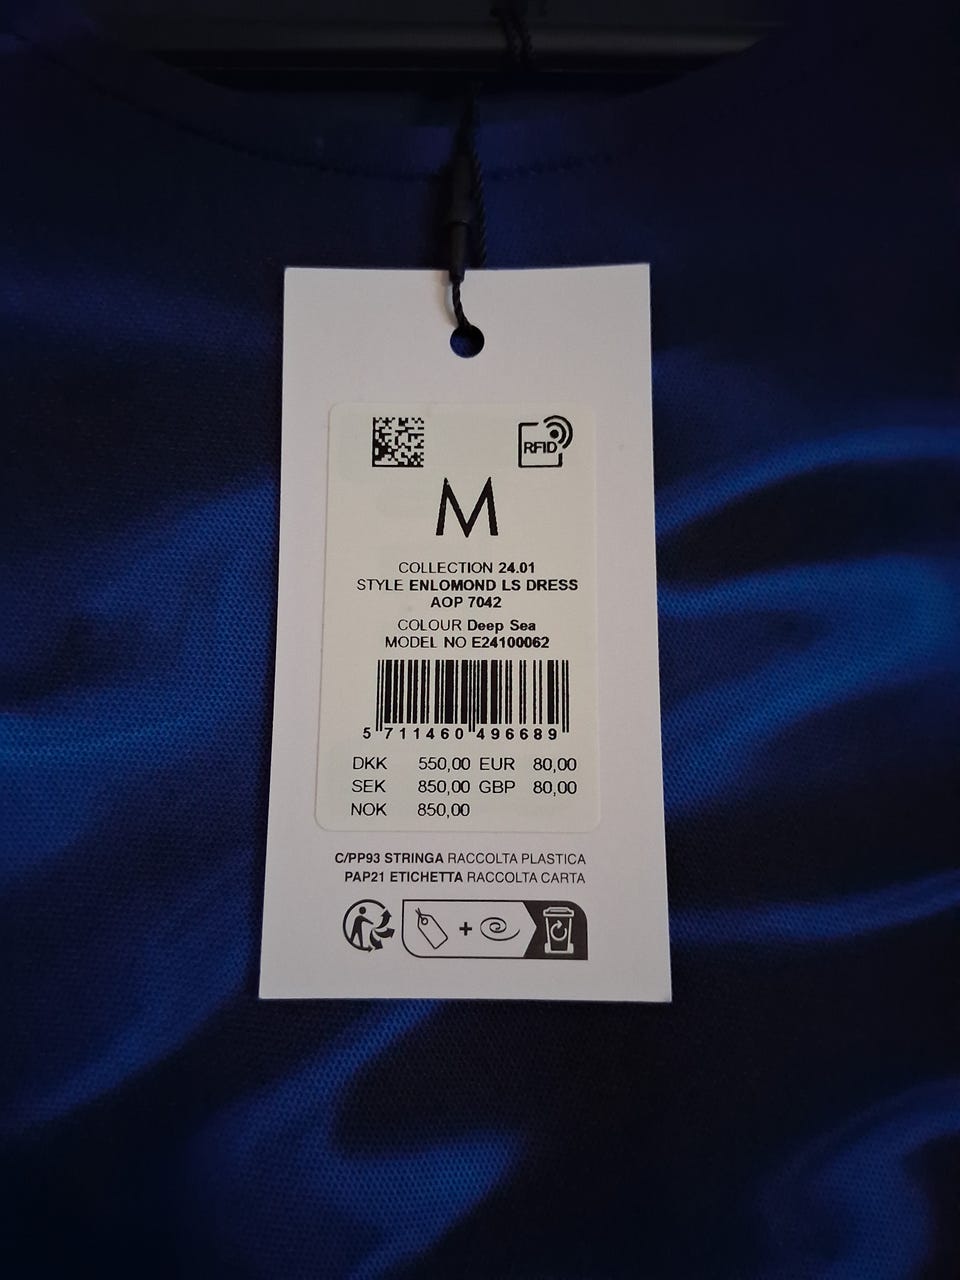 RFID
M
COLLECTION 24.01
STYLE ENLOMOND LS DRESS
AOP 7042
COLOUR Deep Sea
MODEL NO E24100062
5 711460 496689
DKK 550,00 EUR 80,00
SEK 850,00 GBP 80,00
NOK 850,00
C/PP93 STRINGA RACCOLTA PLASTICA
PAP21 ETICHETTA RACCOLTA CARTA